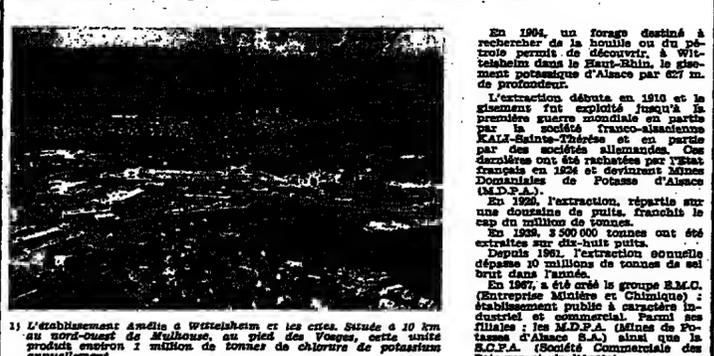 1) L'établissement Amélie à Wittelsheim et les cités. Située à 10 km
au nord-ouest de Mulhouse, au pied des Vosges, cette unité
produit environ 1 million de tonnes de chlorure de potassium
annuellement.
En 1904, un forage destiné à
rechercher de la houille ou du pé-
trole permit de découvrir, à Wit-
telsheim dans le Haut-Rhin, le gise-
ment potassique d'Alsace par 627 m.
de profondeur.
L'extraction débuta en 1910 et le
gisement fut exploité jusqu'à la
première guerre mondiale en partie
par la société franco-alsacienne
KALI-Sainte-Thérèse et en partie
par des sociétés allemandes. Ces
dernières ont été rachetées par l'Etat
français en 1924 et devinrent Mines
Domaniales de Potasse d'Alsace
(M.D.P.A.).
En 1929, l'extraction, répartie sur
une douzaine de puits, franchit le
cap du million de tonnes.
En 1939, 3 500 000 tonnes ont été
extraites sur dix-huit puits.
Depuis 1961, l'extraction annuelle
dépasse 10 millions de tonnes de sel
brut dans l'année.
En 1967, a été créé le groupe E.M.C.
(Entreprise Minière et Chimique) :
établissement public à caractère in-
dustriel et commercial. Parmi ses
filiales : les M.D.P.A. (Mines de Po-
tasses d'Alsace S.A.) ainsi que la
S.C.P.A. (Société Commerciale des